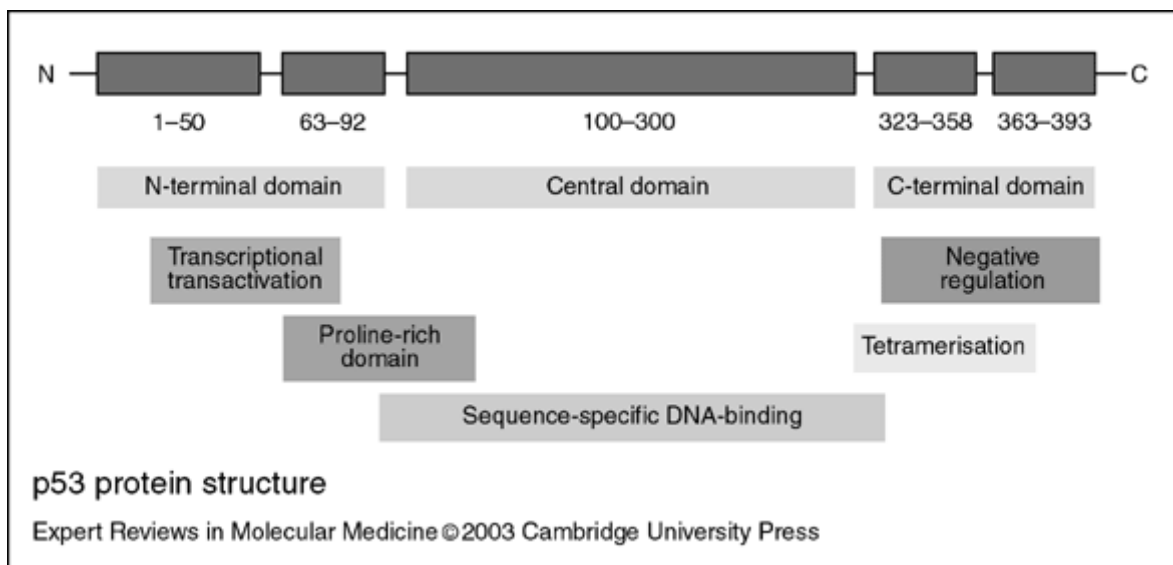 N
C
1–50
63–92
100–300
323–358
363–393
N-terminal domain
Central domain
C-terminal domain
Transcriptional
transactivation
Negative
regulation
Proline-rich
domain
Tetramerisation
Sequence-specific DNA-binding
p53 protein structure
Expert Reviews in Molecular Medicine©2003 Cambridge University Press